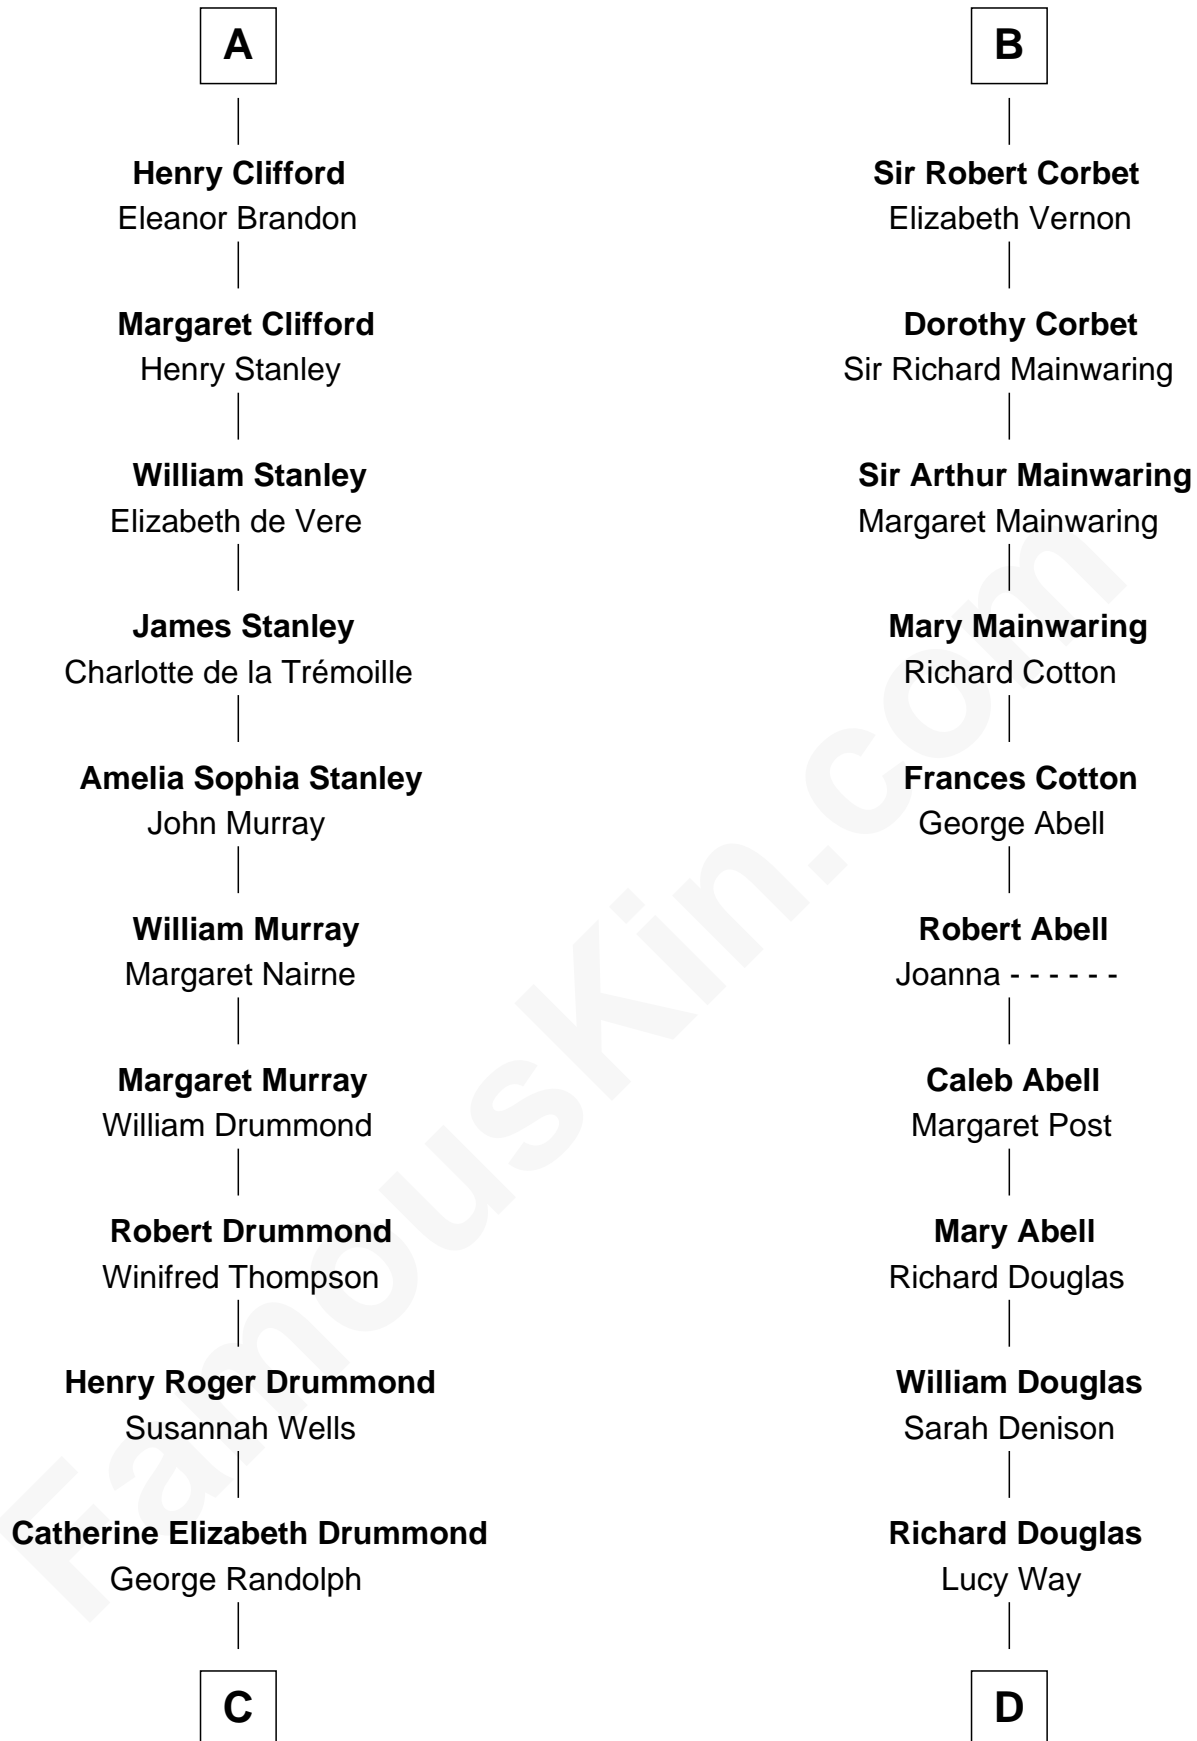 A
Henry Clifford
Eleanor Brandon
Margaret Clifford
Henry Stanley
William Stanley
Elizabeth de Vere
James Stanley
Charlotte de la Trémoille
Amelia Sophia Stanley
John Murray
William Murray
Margaret Nairne
Margaret Murray
William Drummond
Robert Drummond
Winifred Thompson
Henry Roger Drummond
Susannah Wells
Catherine Elizabeth Drummond
George Randolph
C
B
Sir Robert Corbet
Elizabeth Vernon
Dorothy Corbet
Sir Richard Mainwaring
Sir Arthur Mainwaring
Margaret Mainwaring
Mary Mainwaring
Richard Cotton
Frances Cotton
George Abell
Robert Abell
Joanna - - - - - -
Caleb Abell
Margaret Post
Mary Abell
Richard Douglas
William Douglas
Sarah Denison
Richard Douglas
Lucy Way
D
FamousKin.com